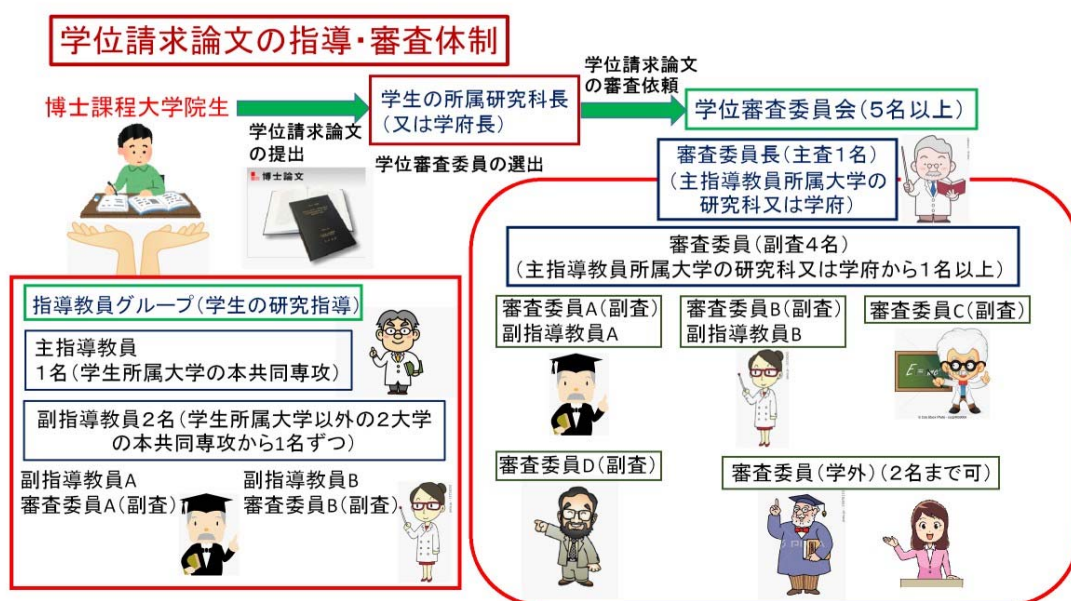 学位請求論文の指導・審査体制
博士課程大学院生
学位請求論文
の提出
博士論文
学生の所属研究科長
(又は学府長)
学位審査委員の選出
学位請求論文
の審査依頼
学位審査委員会(5名以上)
審査委員長(主査1名)
(主指導教員所属大学の
研究科又は学府)
審査委員(副査4名)
(主指導教員所属大学の研究科又は学府から1名以上)
審査委員A(副査)
副指導教員A
審査委員B(副査)
副指導教員B
審査委員C(副査)
審査委員D(副査)
審査委員(学外)(2名まで可)
指導教員グループ(学生の研究指導)
主指導教員
1名(学生所属大学の本共同専攻)
副指導教員2名(学生所属大学以外の2大学
の本共同専攻から1名ずつ)
副指導教員A
審査委員A(副査)
副指導教員B
審査委員B(副査)